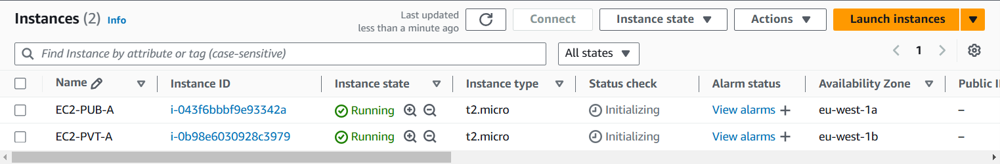 Instances (2) Info
Last updated
less than a minute ago
Connect
Instance state
Actions
Launch instances
Find Instance by attribute or tag (case-sensitive)
All states
1
Name Instance ID Instance state Instance type Status check Alarm status Availability Zone Public I
EC2-PUB-A i-043f6bbbf9e93342a Running t2.micro Initializing View alarms + eu-west-1a –
EC2-PVT-A i-0b98e6030928c3979 Running t2.micro Initializing View alarms + eu-west-1b –